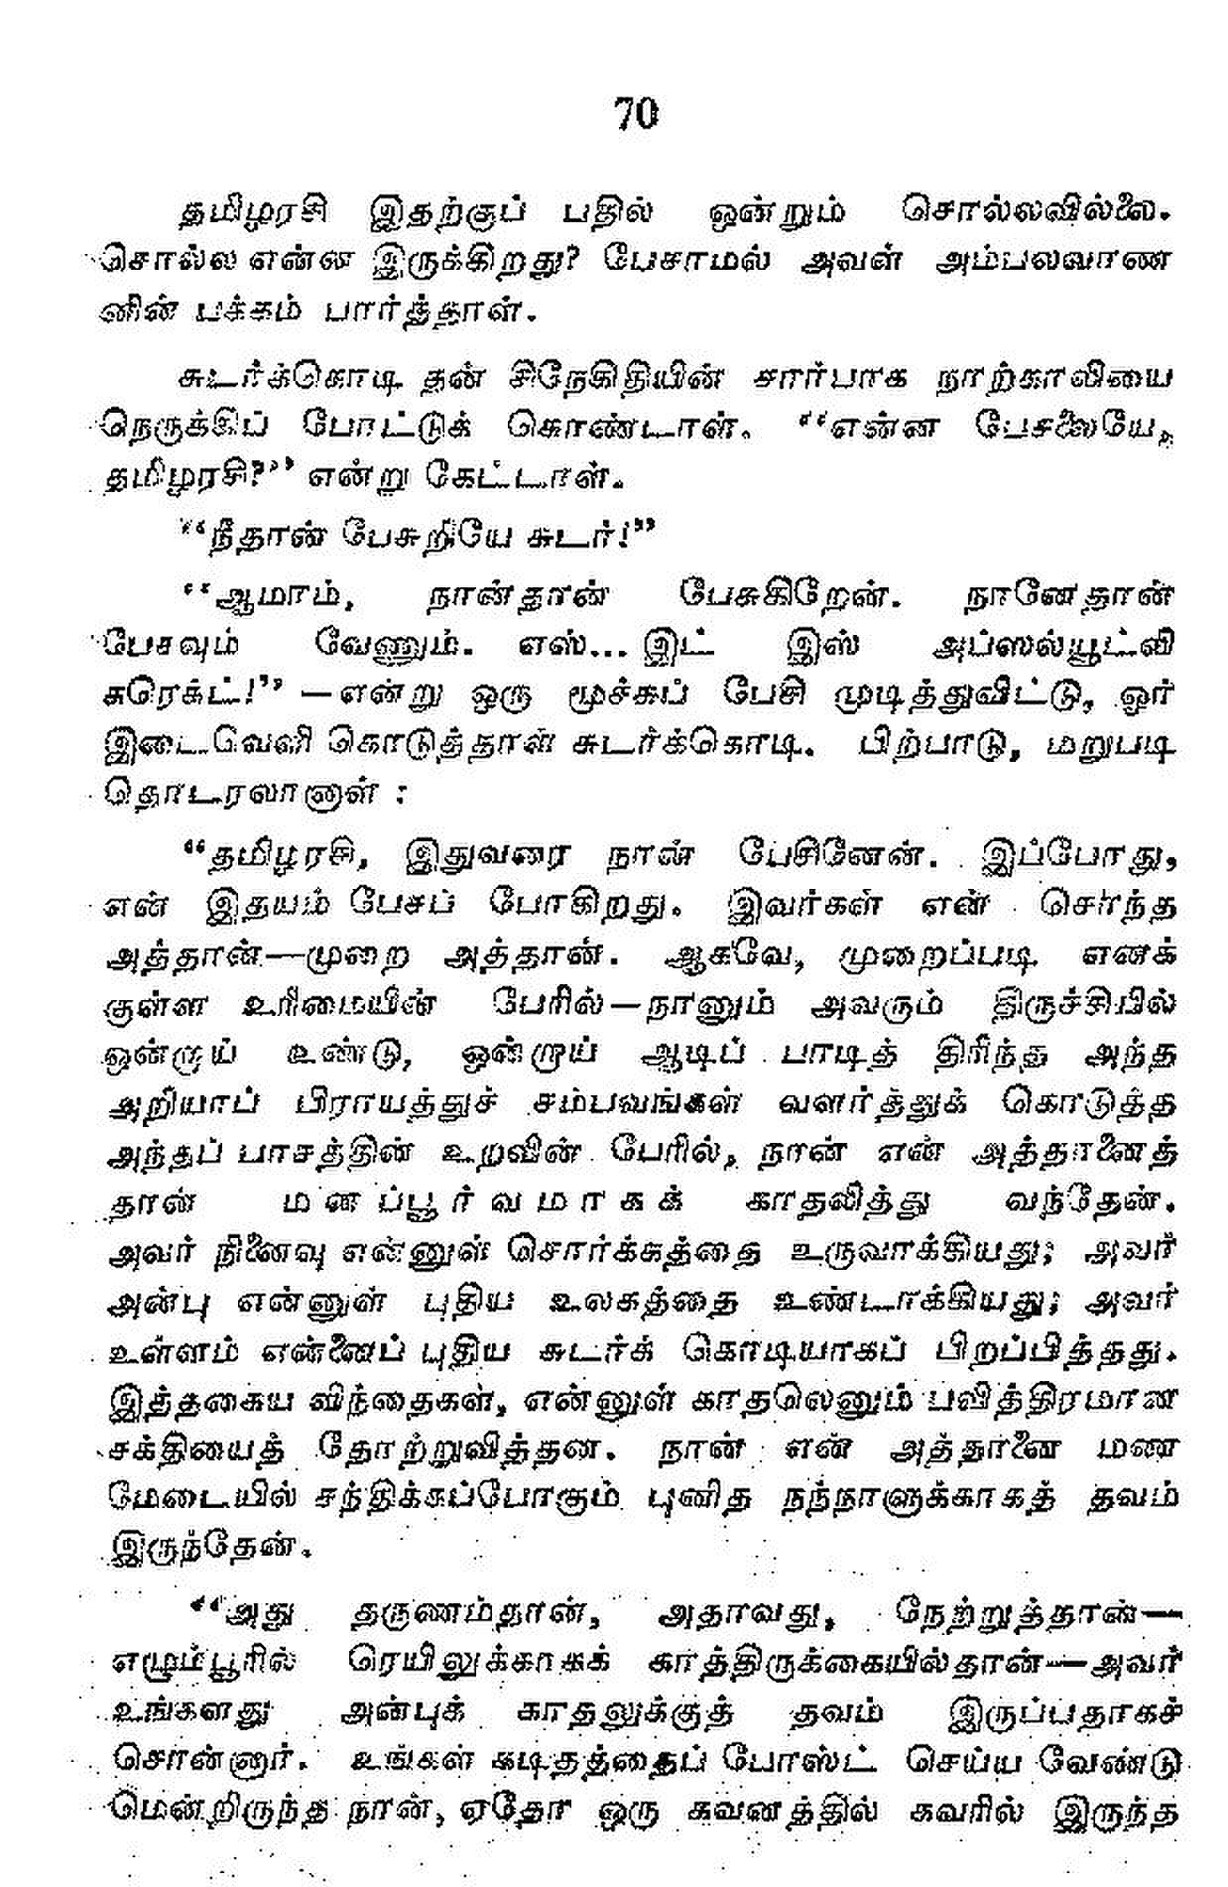 70
தமிழரசி இதற்குப் பதில் ஒன்றும் சொல்லவில்லை.
சொல்ல என்ன இருக்கிறது? பேசாமல் அவள் அம்பலவாண
னின் பக்கம் பார்த்தாள்.
சுடர்க்கொடி தன் சிநேகிதியின் சார்பாக நாற்காலியை
நெருக்கிப் போட்டுக் கொண்டாள். “என்ன பேசலையே,
தமிழரசி?” என்று கேட்டாள்.
“நீதான் பேசுறியே சுடர்!”
“ஆமாம், நான்தான் பேசுகிறேன். நானேதான்
பேசவும் வேணும். எஸ்... இட் இஸ் அப்ஸல்யூட்லி
கரெக்ட்!” —என்று ஒரு மூச்சுப் பேசி முடித்துவிட்டு, ஓர்
இடைவெளி கொடுத்தாள் சுடர்க்கொடி. பிற்பாடு, மறுபடி
தொடரலானாள் :
“தமிழரசி, இதுவரை நான் பேசினேன். இப்போது,
என் இதயம் பேசப் போகிறது. இவர்கள் என் சொந்த
அத்தான்—முறை அத்தான். ஆகவே, முறைப்படி எனக்
குள்ள உரிமையின் பேரில்—நானும் அவரும் திருச்சியில்
ஒன்றாய் உண்டு, ஒன்றாய் ஆடிப் பாடித் திரிந்த அந்த
அறியாப் பிராயத்துச் சம்பவங்கள் வளர்த்துக் கொடுத்த
அந்தப் பாசத்தின் உறவின் பேரில், நான் என் அத்தானைத்
தான் மனப்பூர்வமாகக் காதலித்து வந்தேன்.
அவர் நினைவு என்னுள் சொர்க்கத்தை உருவாக்கியது; அவர்
அன்பு என்னுள் புதிய உலகத்தை உண்டாக்கியது; அவர்
உள்ளம் என்னைப் புதிய சுடர்க் கொடியாகப் பிறப்பித்தது.
இத்தகைய விந்தைகள், என்னுள் காதலெனும் பவித்திரமான
சக்தியைத் தோற்றுவித்தன. நான் என் அத்தானை மண
மேடையில் சந்திக்கப்போகும் புனித நந்நாளுக்காகத் தவம்
இருந்தேன்.
“அது தருணம்தான், அதாவது, நேற்றுத்தான்—
எழும்பூரில் ரெயிலுக்காகக் காத்திருக்கையில்தான்—அவர்
உங்களது அன்புக் காதலுக்குத் தவம் இருப்பதாகச்
சொன்னார். உங்கள் கடிதத்தைப் போஸ்ட் செய்ய வேண்டு
மென்றிருந்த நான், ஏதோ ஒரு கவனத்தில் கவரில் இருந்த